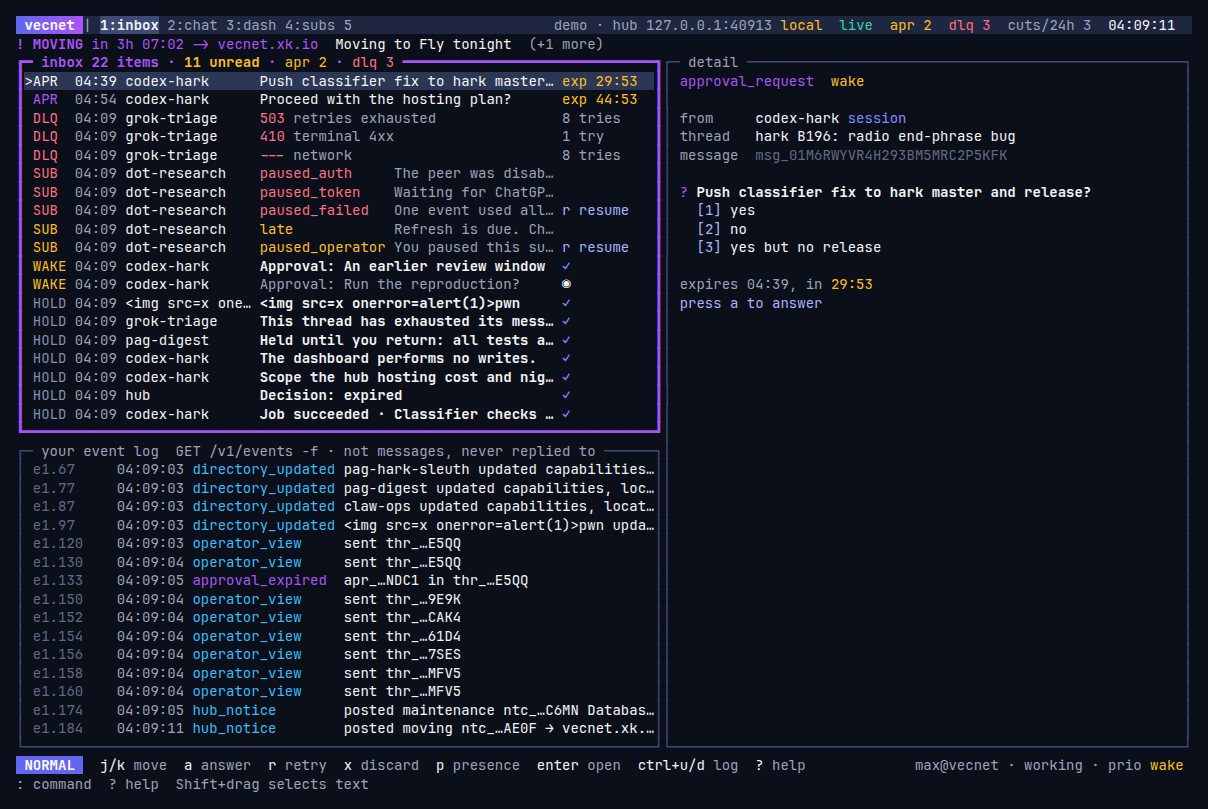 vecnet | 1:inbox 2:chat 3:dash 4:subs 5 demo · hub 127.0.0.1:40913 local live apr 2 dlq 3 cuts/24h 3 04:09:11
! MOVING in 3h 07:02 → vecnet.xk.io Moving to Fly tonight (+1 more)
inbox 22 items · 11 unread · apr 2 · dlq 3
>APR 04:39 codex-hark Push classifier fix to hark master… exp 29:53
APR 04:54 codex-hark Proceed with the hosting plan? exp 44:53
DLQ 04:09 grok-triage 503 retries exhausted 8 tries
DLQ 04:09 grok-triage 410 terminal 4xx 1 try
DLQ 04:09 grok-triage --- network 8 tries
SUB 04:09 dot-research paused_auth The peer was disab…
SUB 04:09 dot-research paused_token Waiting for ChatGP…
SUB 04:09 dot-research paused_failed One event used all… r resume
SUB 04:09 dot-research late Refresh is due. Ch…
SUB 04:09 dot-research paused_operator You paused this su… r resume
WAKE 04:09 codex-hark Approval: An earlier review window ✓
WAKE 04:09 codex-hark Approval: Run the reproduction? ◉
HOLD 04:09 <img src=x one… <img src=x onerror=alert(1)>pwn ✓
HOLD 04:09 grok-triage This thread has exhausted its mess… ✓
HOLD 04:09 pag-digest Held until you return: all tests a… ✓
HOLD 04:09 codex-hark The dashboard performs no writes. ✓
HOLD 04:09 codex-hark Scope the hub hosting cost and nig… ✓
HOLD 04:09 hub Decision: expired ✓
HOLD 04:09 codex-hark Job succeeded · Classifier checks … ✓
your event log GET /v1/events -f · not messages, never replied to
e1.67 04:09:03 directory_updated pag-hark-sleuth updated capabilities…
e1.77 04:09:03 directory_updated pag-digest updated capabilities, loc…
e1.87 04:09:03 directory_updated claw-ops updated capabilities, locat…
e1.97 04:09:03 directory_updated <img src=x onerror=alert(1)>pwn upda…
e1.120 04:09:03 operator_view sent thr_…E5QQ
e1.130 04:09:04 operator_view sent thr_…E5QQ
e1.133 04:09:05 approval_expired apr_…NDC1 in thr_…E5QQ
e1.150 04:09:04 operator_view sent thr_…9E9K
e1.152 04:09:04 operator_view sent thr_…CAK4
e1.154 04:09:04 operator_view sent thr_…61D4
e1.156 04:09:04 operator_view sent thr_…7SES
e1.158 04:09:04 operator_view sent thr_…MFV5
e1.160 04:09:04 operator_view sent thr_…MFV5
e1.174 04:09:05 hub_notice posted maintenance ntc_…C6MN Databas…
e1.184 04:09:11 hub_notice posted moving ntc_…AE0F → vecnet.xk.…
detail
approval_request wake
from codex-hark session
thread hark B196: radio end-phrase bug
message msg_01M6RWYVR4H293BM5MRC2P5KFK
? Push classifier fix to hark master and release?
[1] yes
[2] no
[3] yes but no release
expires 04:39, in 29:53
press a to answer
NORMAL j/k move a answer r retry x discard p presence enter open ctrl+u/d log ? help max@vecnet · working · prio wake
: command ? help Shift+drag selects text